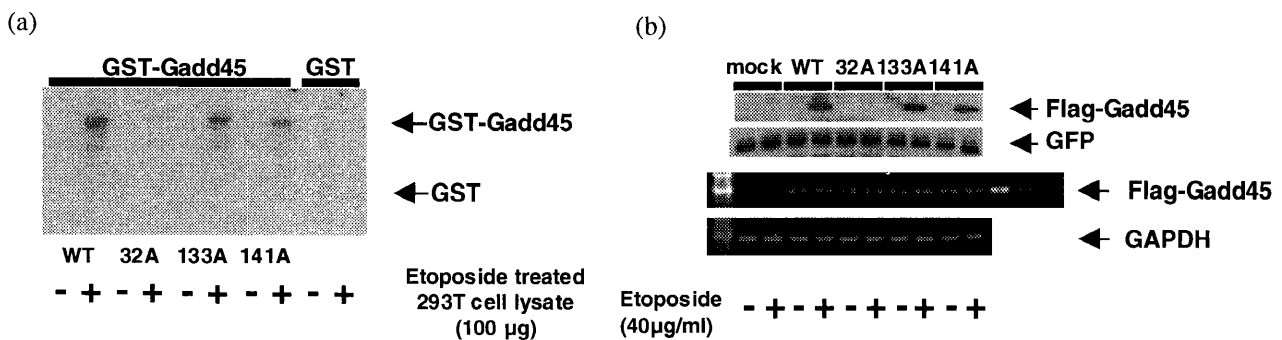 (a)
GST-Gadd45 GST
GST-Gadd45
GST
WT 32A 133A 141A
- + - + - + - + - +
Etoposide treated
293T cell lysate
(100 µg)
(b)
mock WT 32A 133A 141A
Flag-Gadd45
GFP
Flag-Gadd45
GAPDH
Etoposide
(40µg/ml)
- + - + - + - + - +